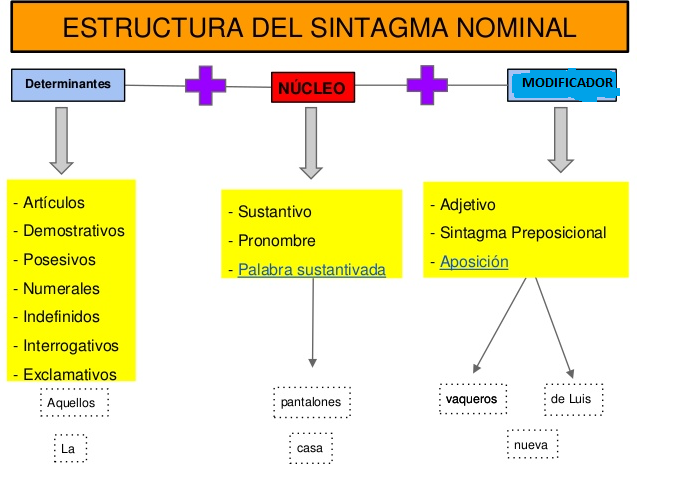 ESTRUCTURA DEL SINTAGMA NOMINAL
Determinantes
NÚCLEO
MODIFICADOR
- Artículos
- Demostrativos
- Posesivos
- Numerales
- Indefinidos
- Interrogativos
- Exclamativos
- Sustantivo
- Pronombre
- Palabra sustantivada
- Adjetivo
- Sintagma Preposicional
- Aposición
Aquellos
pantalones
vaqueros
de Luis
La
casa
nueva